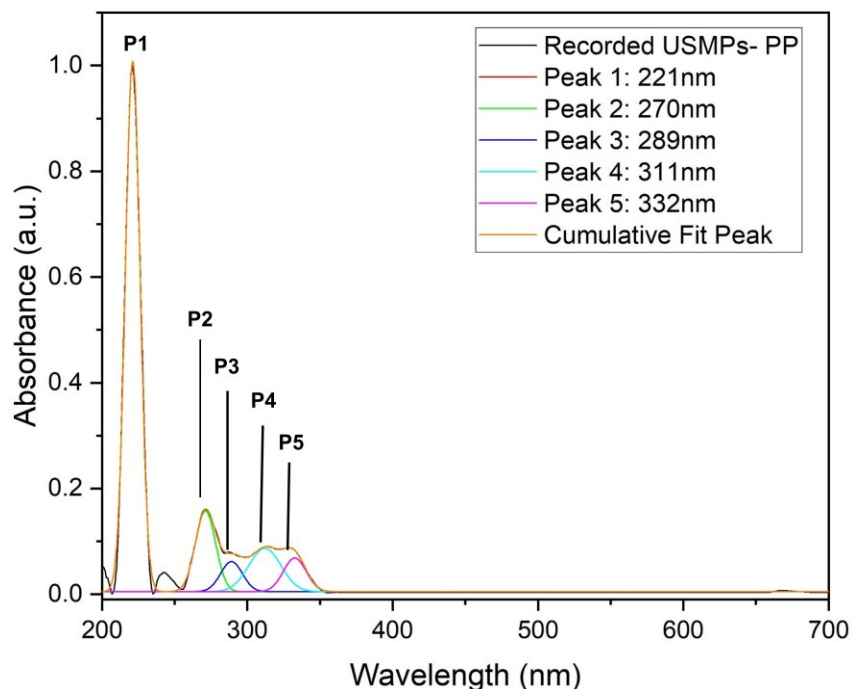 P1
Recorded USMPs- PP
Peak 1: 221nm
Peak 2: 270nm
Peak 3: 289nm
Peak 4: 311nm
Peak 5: 332nm
Cumulative Fit Peak
P2
P3
P4
P5
1.0
0.8
0.6
0.4
0.2
0.0
Absorbance (a.u.)
200 300 400 500 600 700
Wavelength (nm)